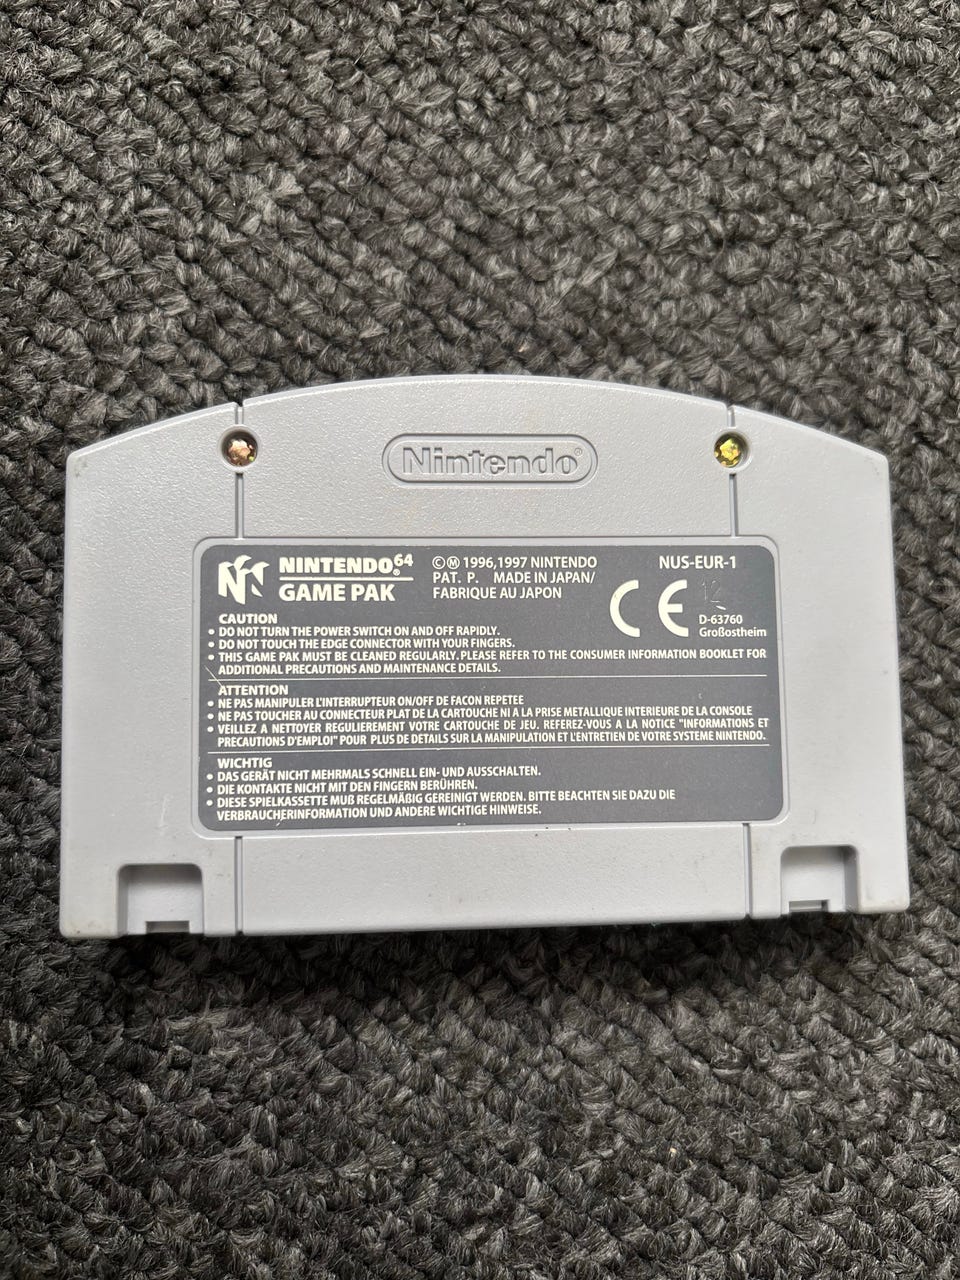 Nintendo®
NINTENDO64
GAME PAK
©Ⓜ 1996,1997 NINTENDO
PAT. P. MADE IN JAPAN/
FABRIQUE AU JAPON
NUS-EUR-1
CE
12
D-63760
Großostheim
CAUTION
• DO NOT TURN THE POWER SWITCH ON AND OFF RAPIDLY.
• DO NOT TOUCH THE EDGE CONNECTOR WITH YOUR FINGERS.
• THIS GAME PAK MUST BE CLEANED REGULARLY. PLEASE REFER TO THE CONSUMER INFORMATION BOOKLET FOR
ADDITIONAL PRECAUTIONS AND MAINTENANCE DETAILS.
ATTENTION
• NE PAS MANIPULER L'INTERRUPTEUR ON/OFF DE FACON REPETEE
• NE PAS TOUCHER AU CONNECTEUR PLAT DE LA CARTOUCHE NI A LA PRISE METALLIQUE INTERIEURE DE LA CONSOLE
• VEILLEZ A NETTOYER REGULIEREMENT VOTRE CARTOUCHE DE JEU. REFEREZ-VOUS A LA NOTICE "INFORMATIONS ET
PRECAUTIONS D'EMPLOI" POUR PLUS DE DETAILS SUR LA MANIPULATION ET L'ENTRETIEN DE VOTRE SYSTEME NINTENDO.
WICHTIG
• DAS GERÄT NICHT MEHRMALS SCHNELL EIN- UND AUSSCHALTEN.
• DIE KONTAKTE NICHT MIT DEN FINGERN BERÜHREN.
• DIESE SPIELKASSETTE MUß REGELMÄßIG GEREINIGT WERDEN. BITTE BEACHTEN SIE DAZU DIE
VERBRAUCHERINFORMATION UND ANDERE WICHTIGE HINWEISE.